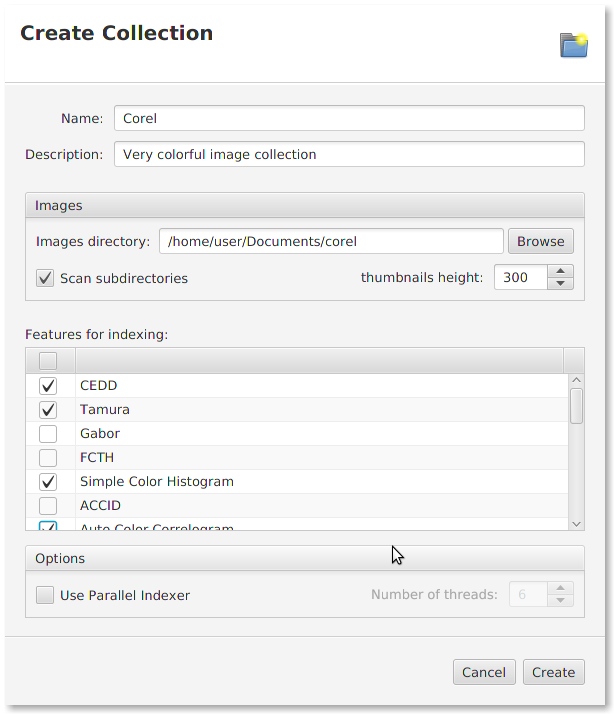 Create Collection
Name: Corel
Description: Very colorful image collection
Images
Images directory: /home/user/Documents/corel Browse
Scan subdirectories thumbnails height: 300
Features for indexing:
CEDD
Tamura
Gabor
FCTH
Simple Color Histogram
ACCID
Auto Color Correlogram
Options
Use Parallel Indexer Number of threads: 6
Cancel Create